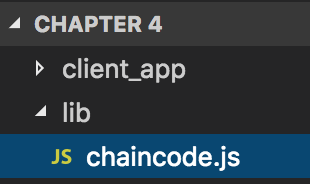 CHAPTER 4
client_app
lib
JS chaincode.js